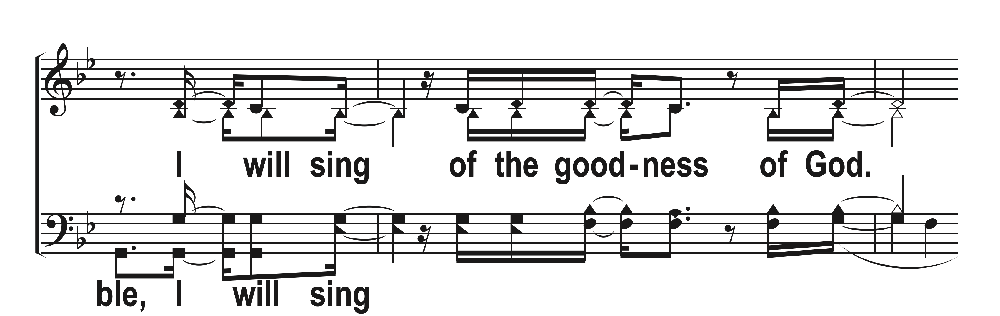 I will sing of the good-ness of God.
ble, I will sing